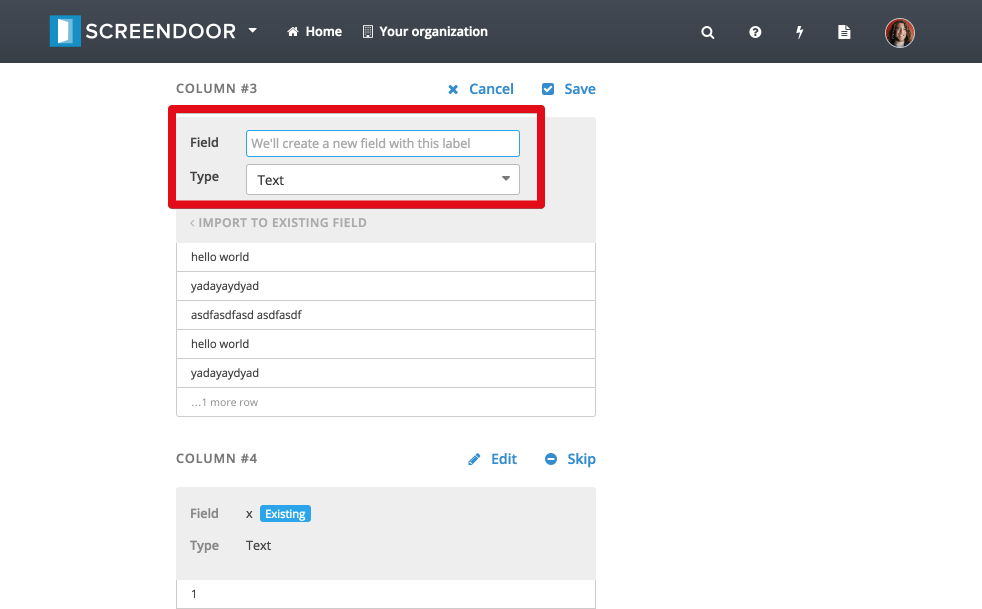 SCREENDOOR Home Your organization
COLUMN #3 Cancel Save
Field We'll create a new field with this label
Type Text
‹ IMPORT TO EXISTING FIELD
hello world
yadayaydyad
asdfasdfasd asdfasdf
hello world
yadayaydyad
...1 more row
COLUMN #4 Edit Skip
Field x Existing
Type Text
1